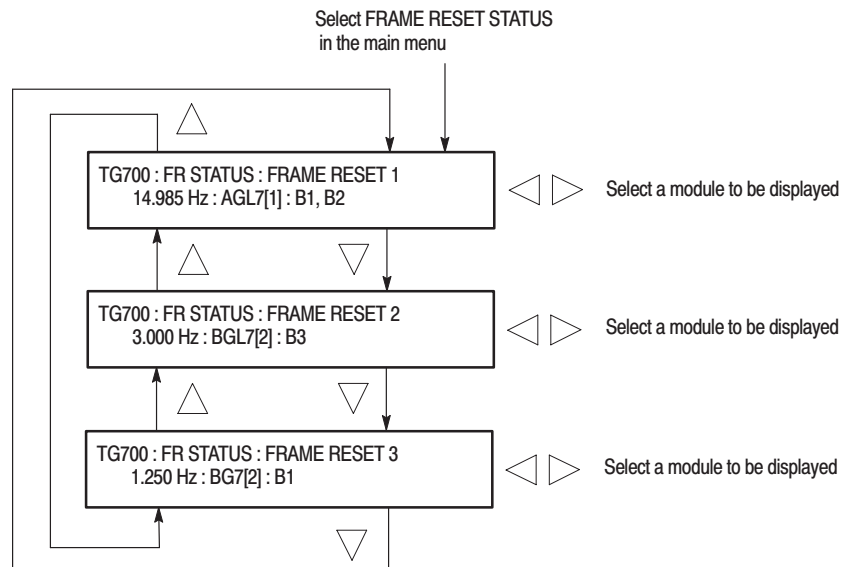 Select FRAME RESET STATUS
in the main menu
TG700 : FR STATUS : FRAME RESET 1
14.985 Hz : AGL7[1] : B1, B2
Select a module to be displayed
TG700 : FR STATUS : FRAME RESET 2
3.000 Hz : BGL7[2] : B3
Select a module to be displayed
TG700 : FR STATUS : FRAME RESET 3
1.250 Hz : BG7[2] : B1
Select a module to be displayed